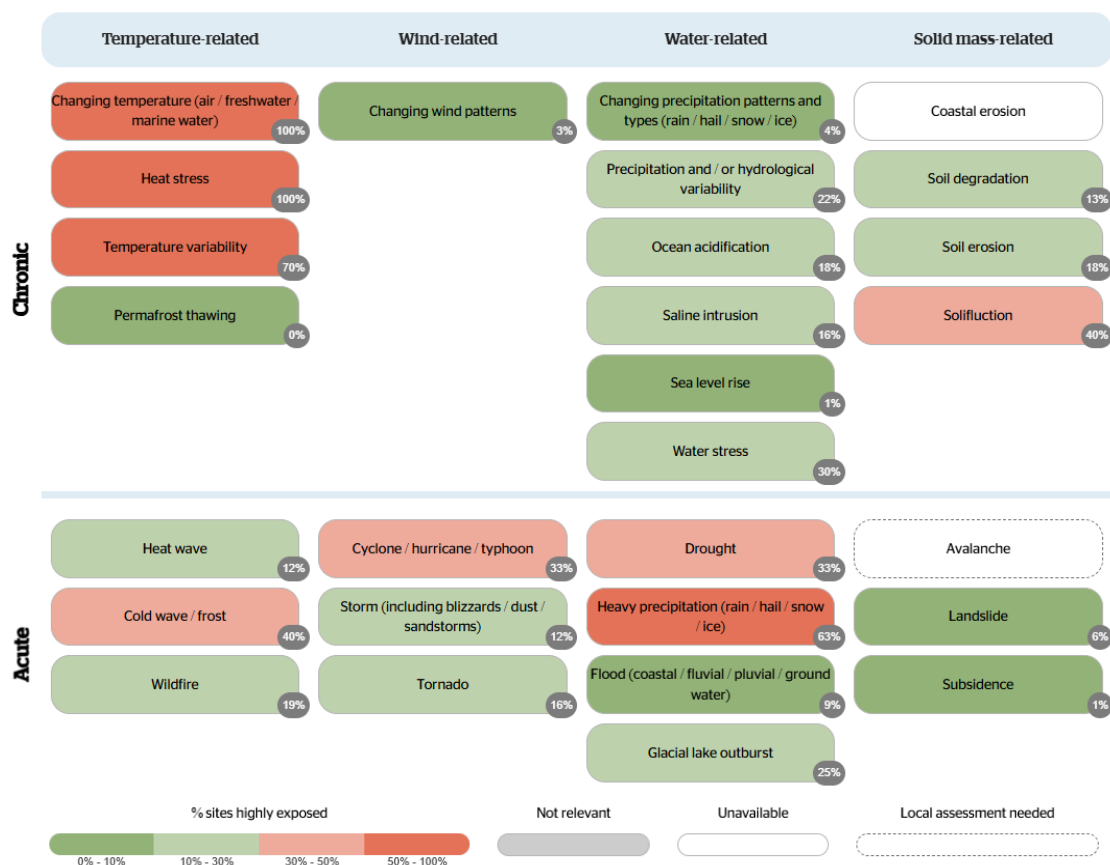 Temperature-related
Wind-related
Water-related
Solid mass-related
Chronic
Changing temperature (air / freshwater /
marine water)
100%
Changing wind patterns
3%
Changing precipitation patterns and
types (rain / hail / snow / ice)
4%
Coastal erosion
Heat stress
100%
Precipitation and / or hydrological
variability
22%
Soil degradation
13%
Temperature variability
70%
Ocean acidification
18%
Soil erosion
18%
Permafrost thawing
0%
Saline intrusion
16%
Solifluction
40%
Sea level rise
1%
Water stress
30%
Acute
Heat wave
12%
Cyclone / hurricane / typhoon
33%
Drought
33%
Avalanche
Cold wave / frost
40%
Storm (including blizzards / dust /
sandstorms)
12%
Heavy precipitation (rain / hail / snow
/ ice)
63%
Landslide
6%
Wildfire
19%
Tornado
16%
Flood (coastal / fluvial / pluvial / ground
water)
9%
Subsidence
1%
Glacial lake outburst
25%
% sites highly exposed
Not relevant
Unavailable
Local assessment needed
0% - 10%
10% - 30%
30% - 50%
50% - 100%